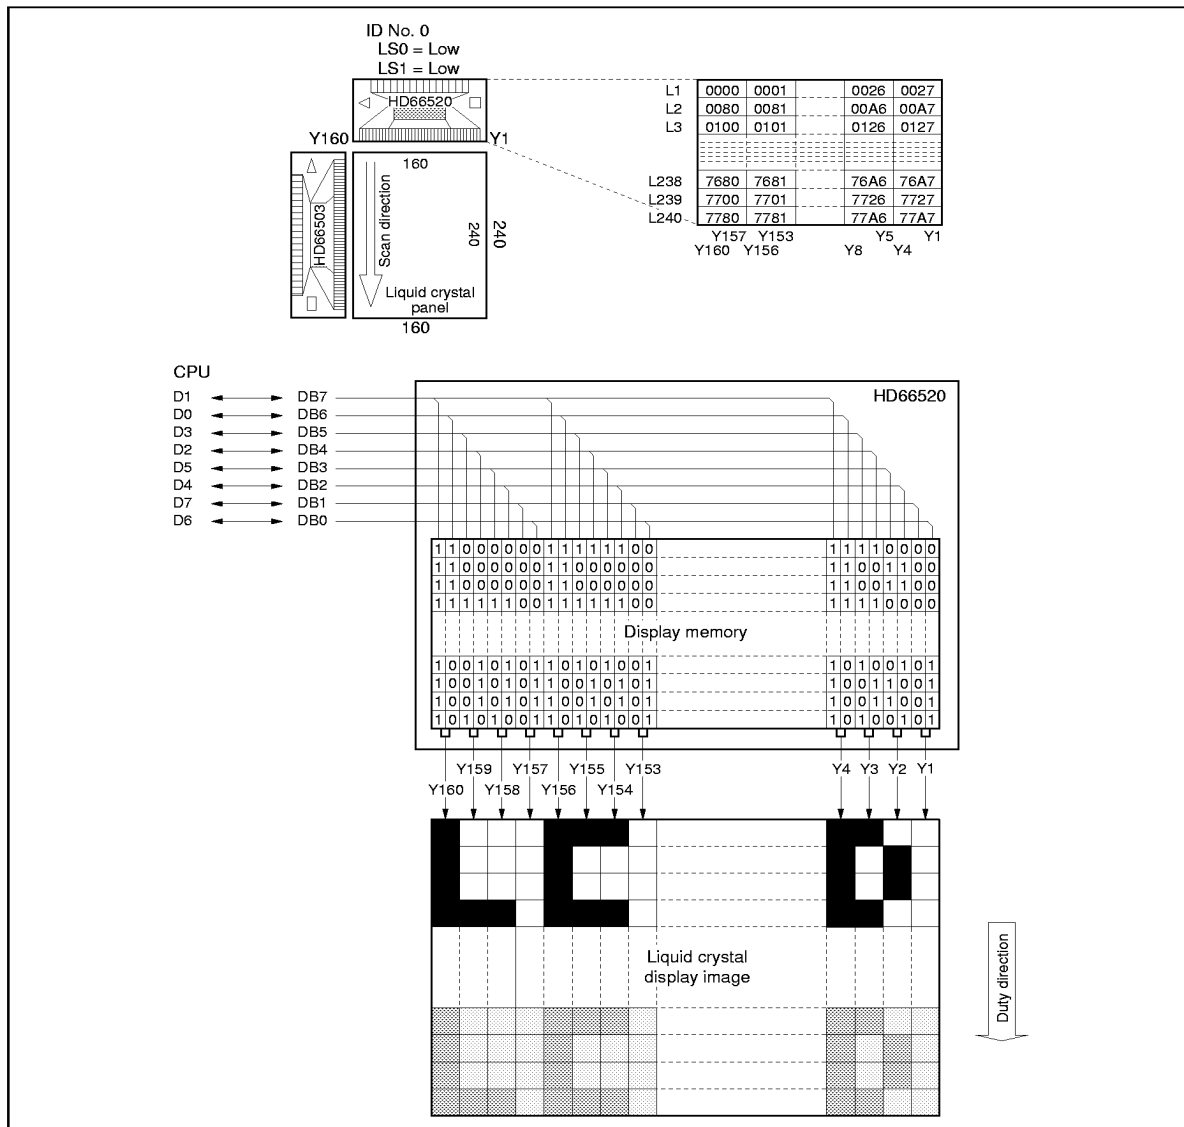 ID No. 0
LS0 = Low
LS1 = Low
HD66520
Y160
Y1
160
HD66503
Scan direction
240
240
Liquid crystal
panel
160
L1 0000 0001 0026 0027
L2 0080 0081 00A6 00A7
L3 0100 0101 0126 0127
L238 7680 7681 76A6 76A7
L239 7700 7701 7726 7727
L240 7780 7781 77A6 77A7
Y157 Y153 Y5 Y1
Y160 Y156 Y8 Y4
CPU
HD66520
D1 DB7
D0 DB6
D3 DB5
D2 DB4
D5 DB3
D4 DB2
D7 DB1
D6 DB0
1 1 0 0 0 0 0 0 1 1 1 1 1 1 0 0 1 1 1 1 0 0 0 0
1 1 0 0 0 0 0 0 1 1 0 0 0 0 0 0 1 1 0 0 1 1 0 0
1 1 0 0 0 0 0 0 1 1 0 0 0 0 0 0 1 1 0 0 1 1 0 0
1 1 1 1 1 1 0 0 1 1 1 1 1 1 0 0 1 1 1 1 0 0 0 0
Display memory
1 0 0 1 0 1 0 1 1 0 1 0 1 0 0 1 1 0 1 0 0 1 0 1
1 0 0 1 0 1 0 1 1 0 0 1 0 1 0 1 1 0 0 1 1 0 0 1
1 0 0 1 0 1 0 1 1 0 0 1 0 1 0 1 1 0 0 1 1 0 0 1
1 0 1 0 1 0 0 1 1 0 1 0 1 0 0 1 1 0 1 0 0 1 0 1
Y159 Y157 Y155 Y153 Y4 Y3 Y2 Y1
Y160 Y158 Y156 Y154
Liquid crystal
display image
Duty direction